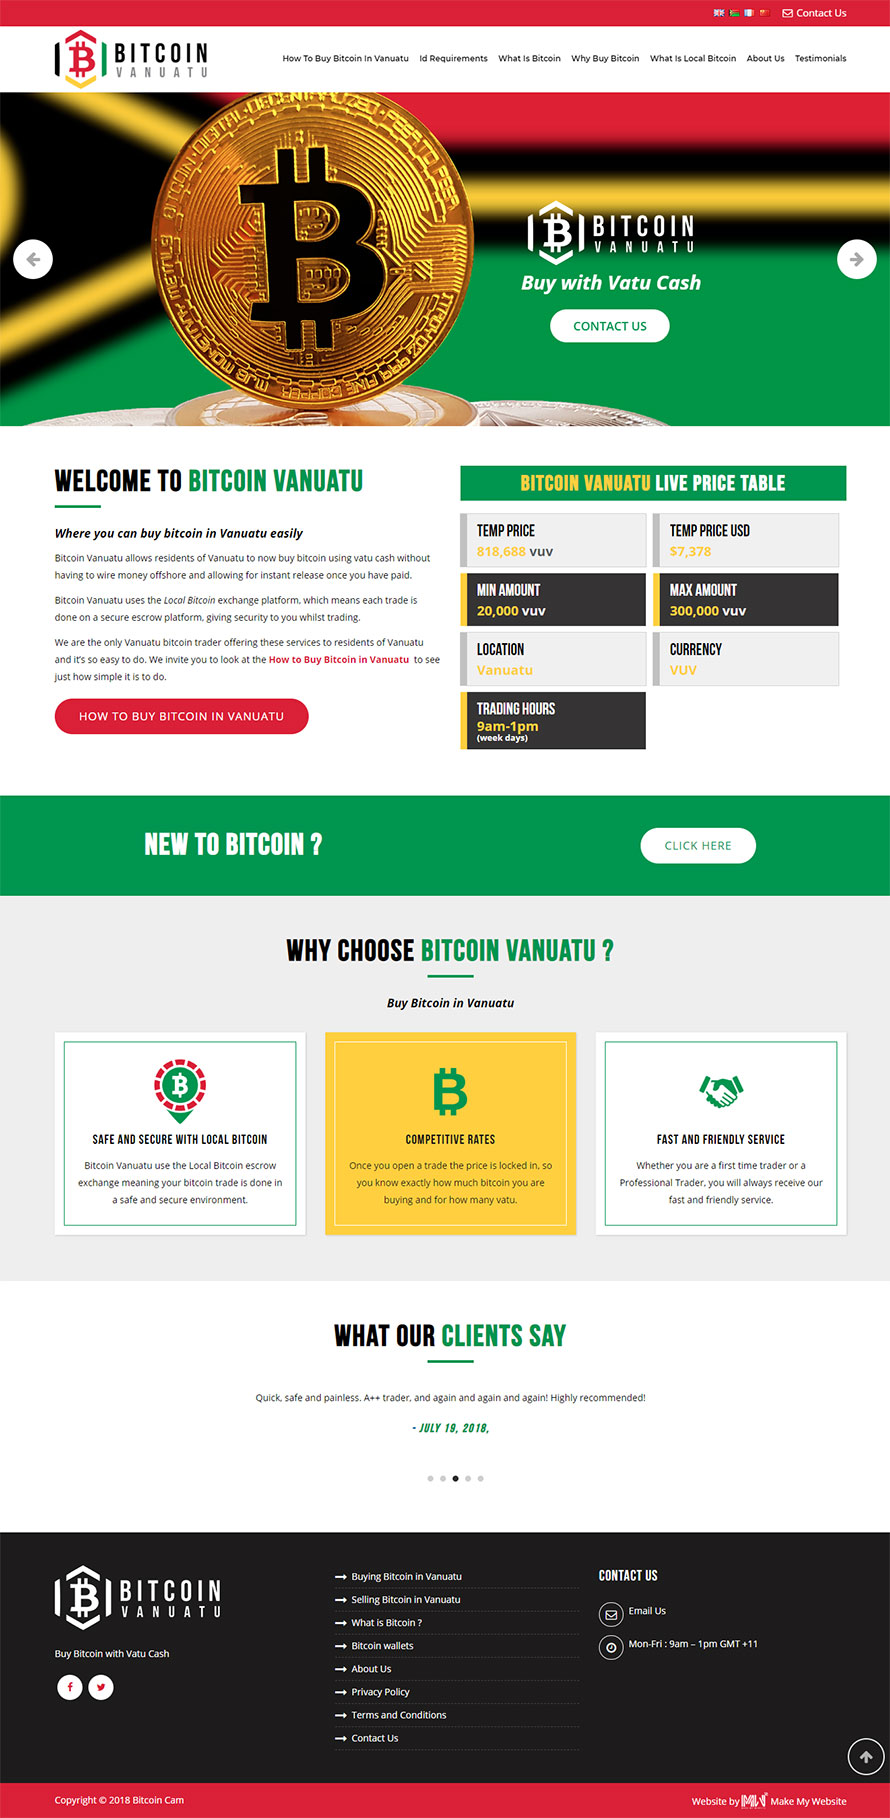 Contact Us
BITCOIN
VANUATU
How To Buy Bitcoin In Vanuatu Id Requirements What Is Bitcoin Why Buy Bitcoin What Is Local Bitcoin About Us Testimonials
BITCOIN DIGITAL DECENTRALIZED PEER TO PEER
BITCOIN
VANUATU
Buy with Vatu Cash
CONTACT US
WELCOME TO BITCOIN VANUATU
Where you can buy bitcoin in Vanuatu easily
Bitcoin Vanuatu allows residents of Vanuatu to now buy bitcoin using vatu cash without
having to wire money offshore and allowing for instant release once you have paid.
Bitcoin Vanuatu uses the Local Bitcoin exchange platform, which means each trade is
done on a secure escrow platform, giving security to you whilst trading.
We are the only Vanuatu bitcoin trader offering these services to residents of Vanuatu
and it's so easy to do. We invite you to look at the How to Buy Bitcoin in Vanuatu to see
just how simple it is to do.
HOW TO BUY BITCOIN IN VANUATU
BITCOIN VANUATU LIVE PRICE TABLE
TEMP PRICE
818,688 vuv
TEMP PRICE USD
$7,378
MIN AMOUNT
20,000 vuv
MAX AMOUNT
300,000 vuv
LOCATION
Vanuatu
CURRENCY
VUV
TRADING HOURS
9am-1pm
(week days)
NEW TO BITCOIN ?
CLICK HERE
WHY CHOOSE BITCOIN VANUATU ?
Buy Bitcoin in Vanuatu
SAFE AND SECURE WITH LOCAL BITCOIN
Bitcoin Vanuatu use the Local Bitcoin escrow
exchange meaning your bitcoin trade is done in
a safe and secure environment.
COMPETITIVE RATES
Once you open a trade the price is locked in, so
you know exactly how much bitcoin you are
buying and for how many vatu.
FAST AND FRIENDLY SERVICE
Whether you are a first time trader or a
Professional Trader, you will always receive our
fast and friendly service.
WHAT OUR CLIENTS SAY
Quick, safe and painless. A++ trader, and again and again and again! Highly recommended!
- JULY 19, 2018,
BITCOIN
VANUATU
Buy Bitcoin with Vatu Cash
Buying Bitcoin in Vanuatu
Selling Bitcoin in Vanuatu
What is Bitcoin ?
Bitcoin wallets
About Us
Privacy Policy
Terms and Conditions
Contact Us
CONTACT US
Email Us
Mon-Fri : 9am – 1pm GMT +11
Copyright © 2018 Bitcoin Cam
Website by MMW Make My Website